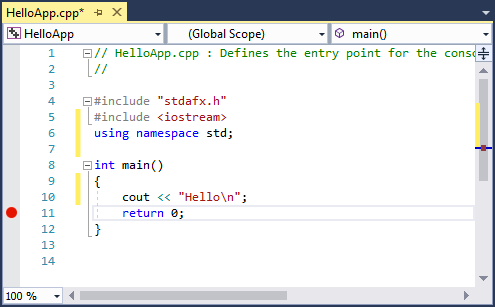 HelloApp.cpp*
HelloApp (Global Scope) main()
1 // HelloApp.cpp : Defines the entry point for the conso
2 //
3
4 #include "stdafx.h"
5 #include <iostream>
6 using namespace std;
7
8 int main()
9 {
10 cout << "Hello\n";
11 return 0;
12 }
13
14
100 %